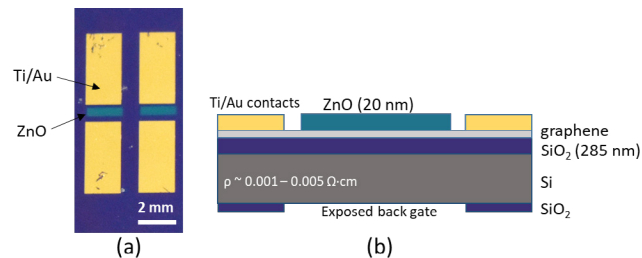 Ti/Au
ZnO
2 mm
(a)
Ti/Au contacts
ZnO (20 nm)
graphene
SiO₂ (285 nm)
ρ ~ 0.001 – 0.005 Ω·cm
Si
Exposed back gate
SiO₂
(b)